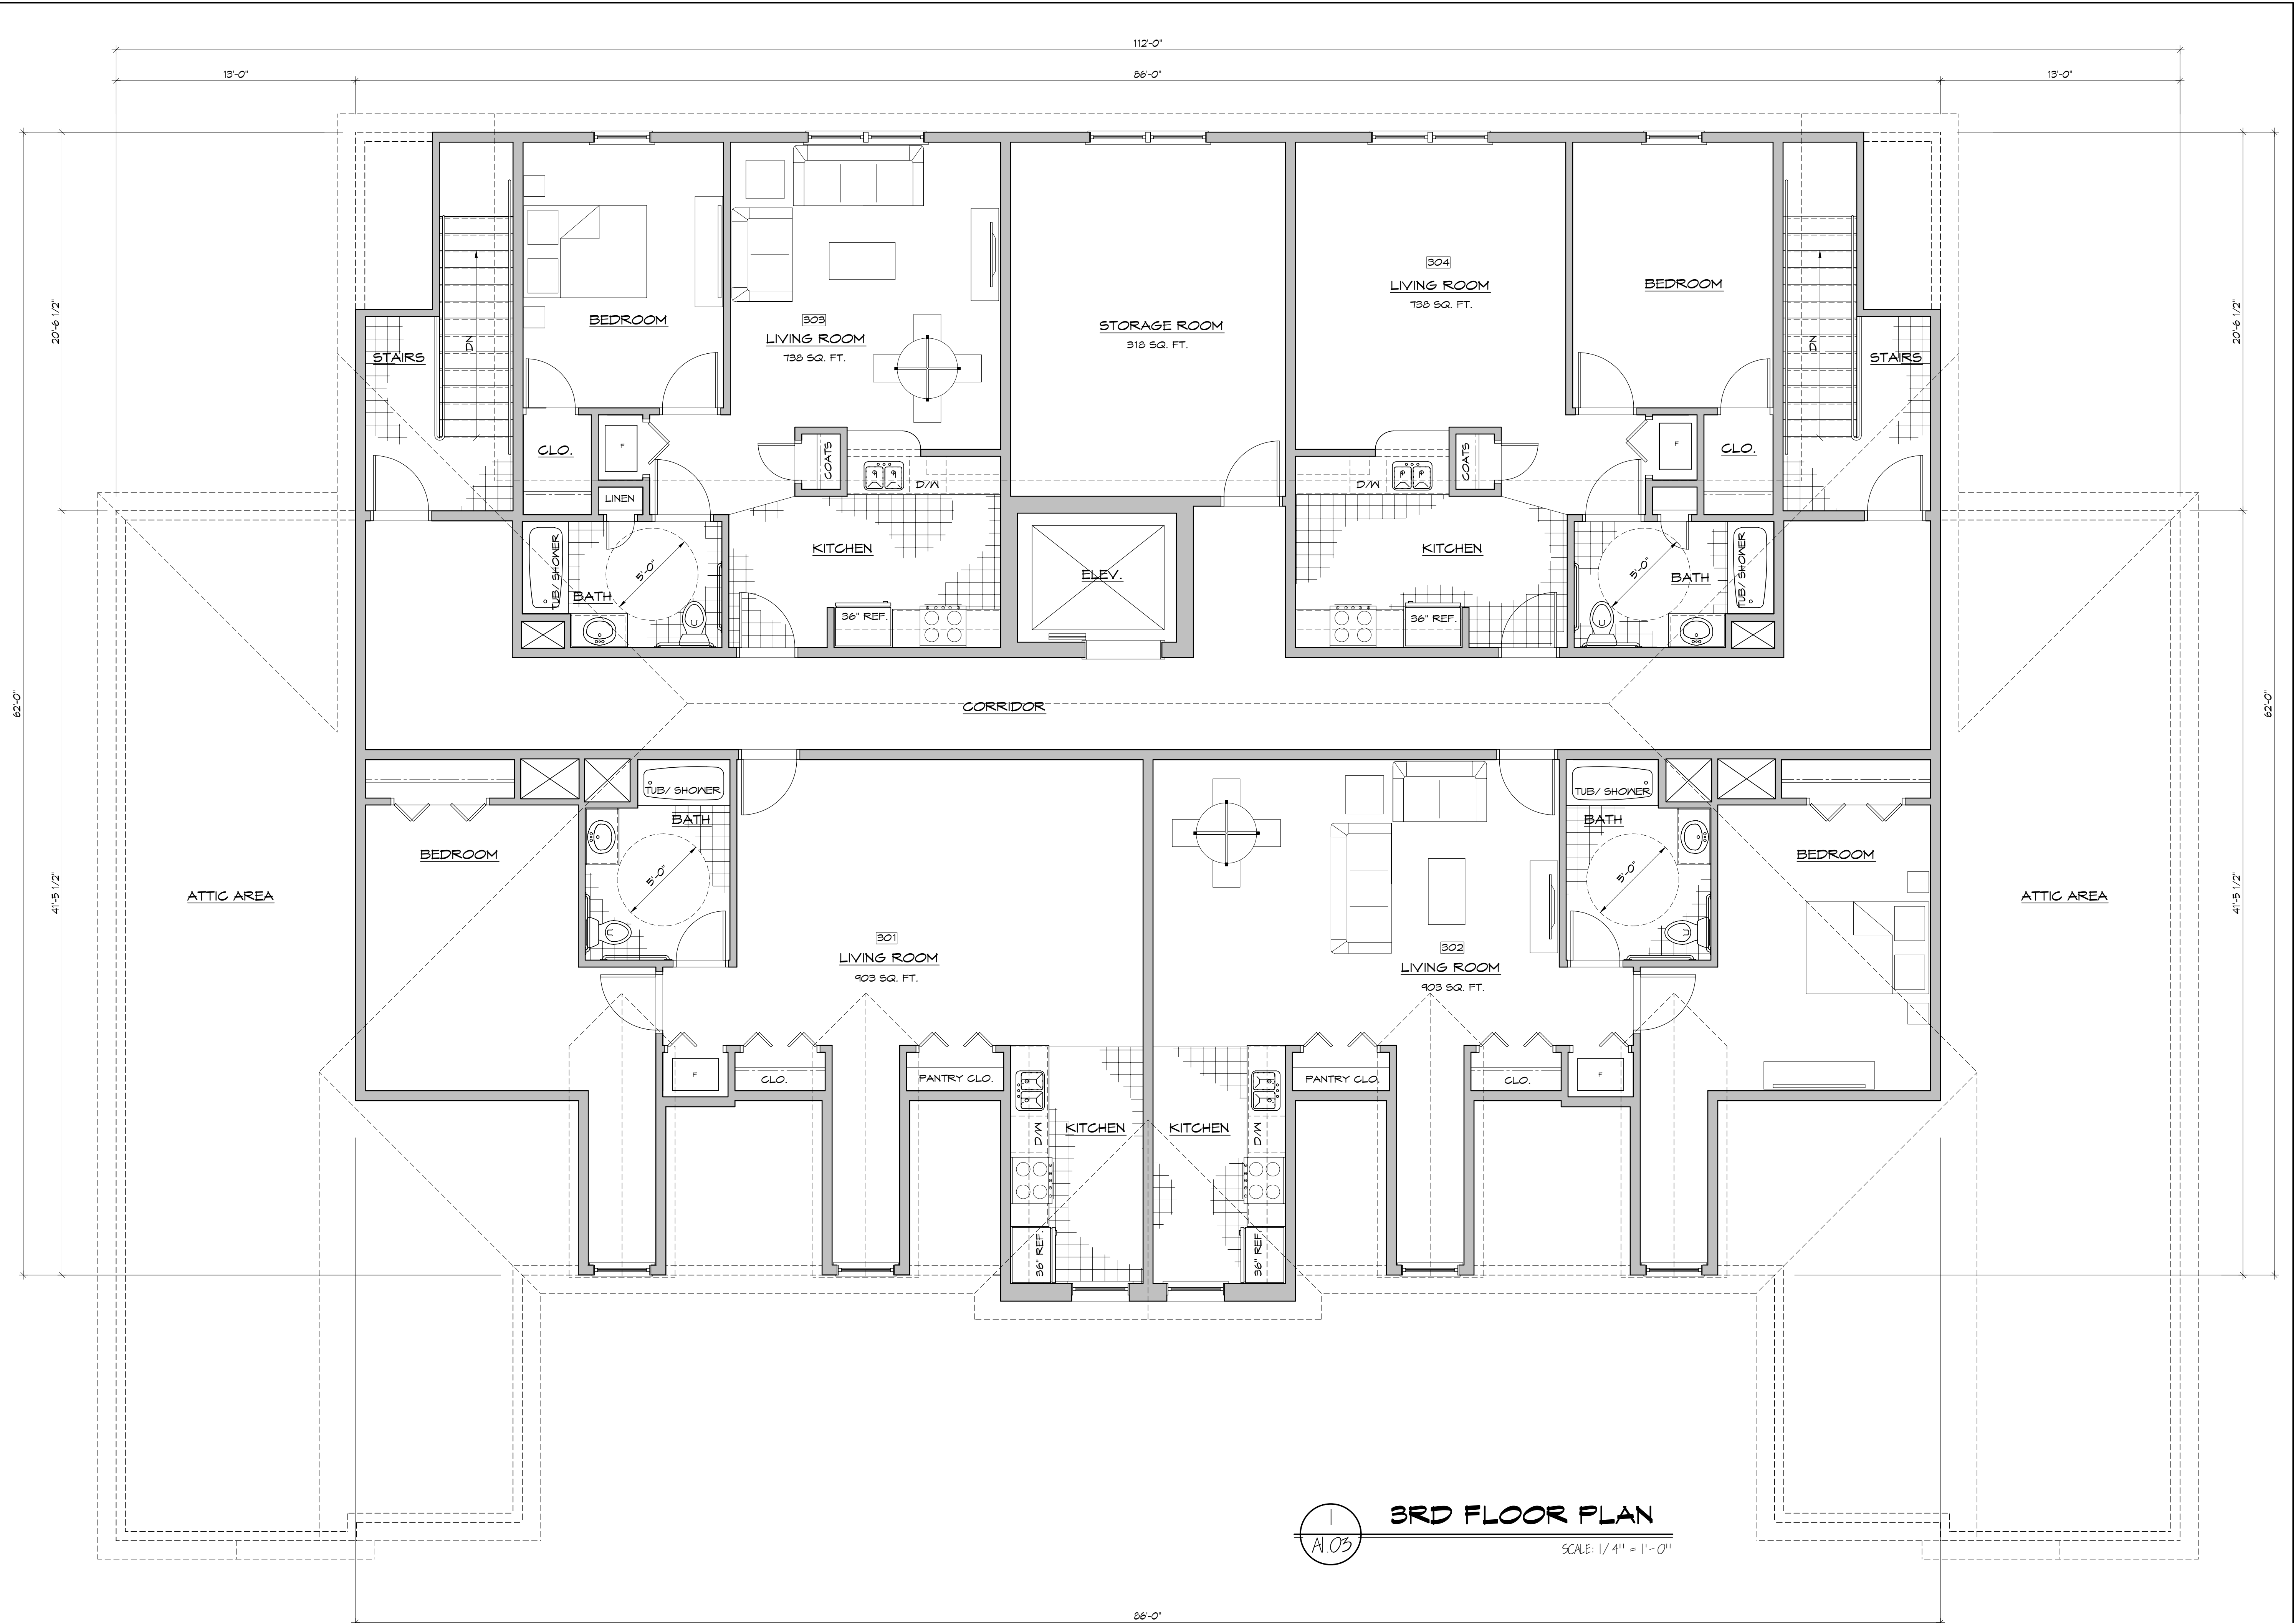 112'-0"
13'-0"
86'-0"
13'-0"
20'-6 1/2"
62'-0"
41'-5 1/2"
20'-6 1/2"
62'-0"
41'-5 1/2"
STAIRS
DN
BEDROOM
303
LIVING ROOM
738 SQ. FT.
STORAGE ROOM
318 SQ. FT.
304
LIVING ROOM
738 SQ. FT.
BEDROOM
DN
STAIRS
CLO.
F
LINEN
COATS
D/W
D/W
COATS
F
CLO.
TUB/ SHOWER
BATH
5'-0"
KITCHEN
36" REF.
ELEV.
KITCHEN
36" REF.
5'-0"
BATH
TUB/ SHOWER
CORRIDOR
TUB/ SHOWER
BATH
5'-0"
BEDROOM
ATTIC AREA
301
LIVING ROOM
903 SQ. FT.
302
LIVING ROOM
903 SQ. FT.
TUB/ SHOWER
BATH
5'-0"
BEDROOM
ATTIC AREA
F
CLO.
PANTRY CLO.
D/W
KITCHEN
36" REF.
KITCHEN
D/W
36" REF.
PANTRY CLO.
CLO.
F
1
A1.03
3RD FLOOR PLAN
SCALE: 1/4" = 1'-0"
86'-0"